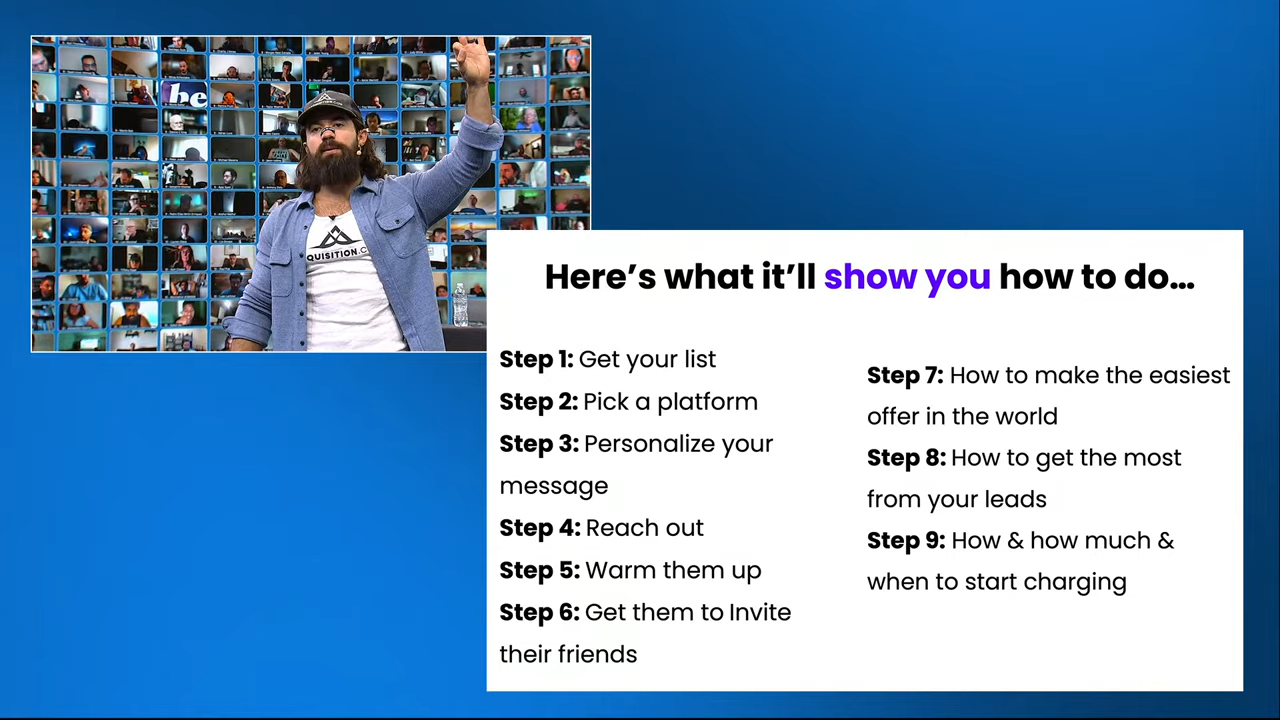 be
QUISITION.C
Here's what it'll show you how to do...
Step 1: Get your list
Step 2: Pick a platform
Step 3: Personalize your
message
Step 4: Reach out
Step 5: Warm them up
Step 6: Get them to Invite
their friends
Step 7: How to make the easiest
offer in the world
Step 8: How to get the most
from your leads
Step 9: How & how much &
when to start charging